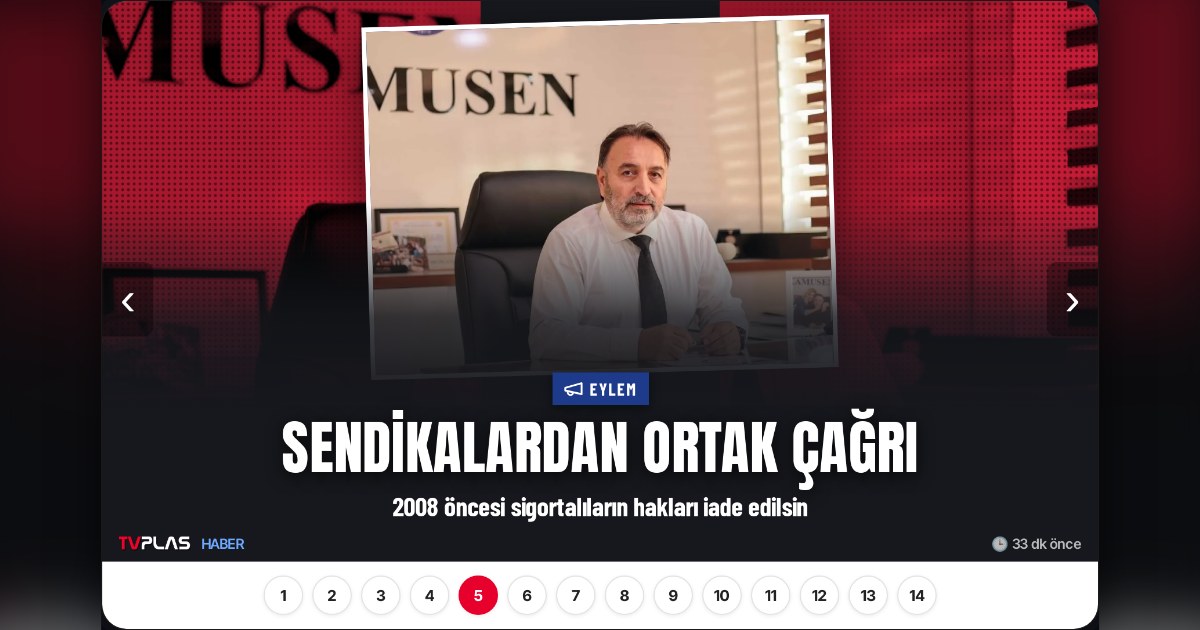 MUSEN
MUSEN
AMUSEN
EYLEM
SENDİKALARDAN ORTAK ÇAĞRI
2008 öncesi sigortalıların hakları iade edilsin
TVPLAS HABER
33 dk önce
1 2 3 4 5 6 7 8 9 10 11 12 13 14